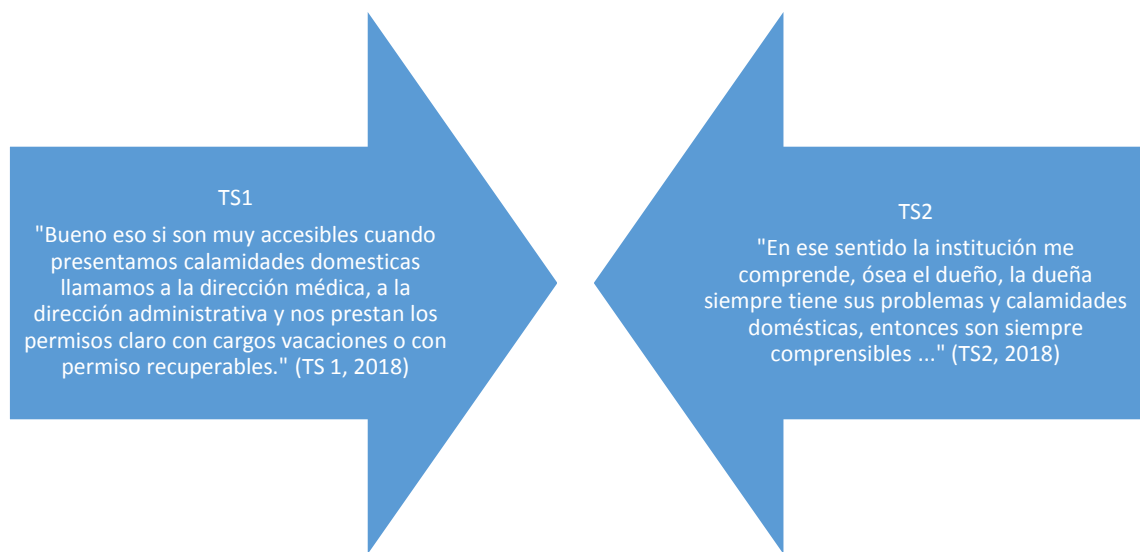 TS1
"Bueno eso si son muy accesibles cuando
presentamos calamidades domesticas
llamamos a la dirección médica, a la
dirección administrativa y nos prestan los
permisos claro con cargos vacaciones o con
permiso recuperables." (TS 1, 2018)
TS2
"En ese sentido la institución me
comprende, ósea el dueño, la dueña
siempre tiene sus problemas y calamidades
domésticas, entonces son siempre
comprensibles ..." (TS2, 2018)